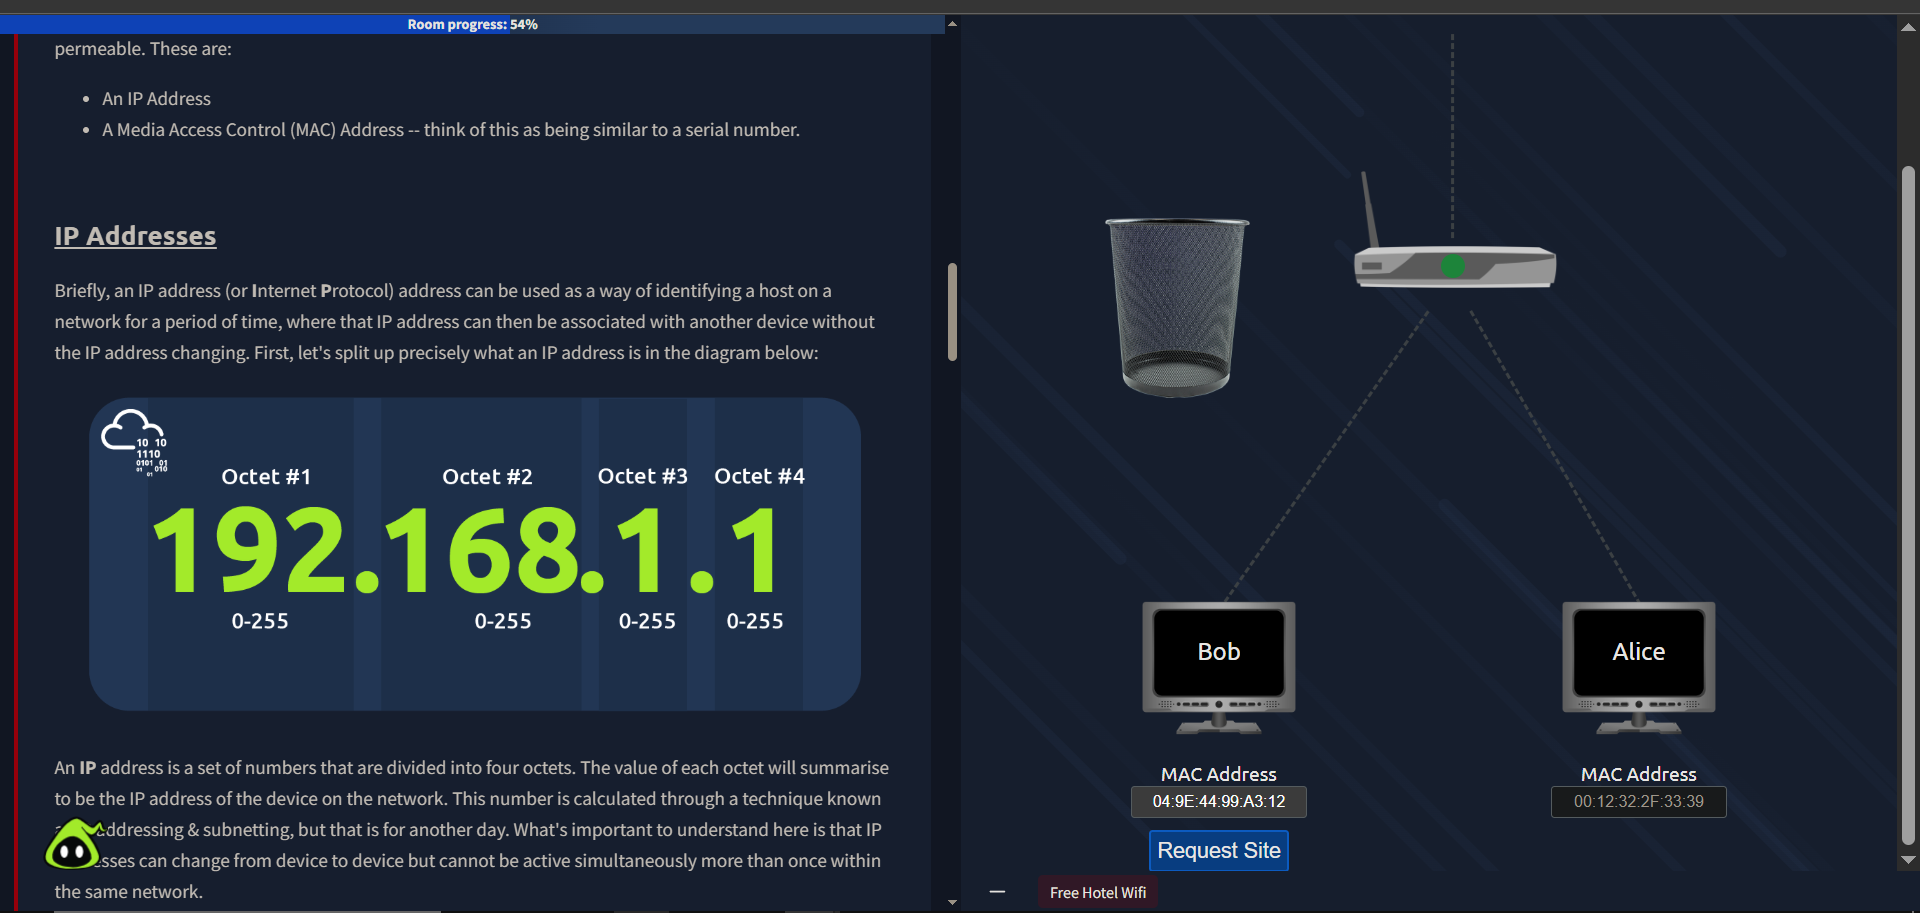 Room progress: 54%
permeable. These are:
An IP Address
A Media Access Control (MAC) Address -- think of this as being similar to a serial number.
IP Addresses
Briefly, an IP address (or Internet Protocol) address can be used as a way of identifying a host on a
network for a period of time, where that IP address can then be associated with another device without
the IP address changing. First, let's split up precisely what an IP address is in the diagram below:
10 10
1110
0101 01
01 010
01
Octet #1 Octet #2 Octet #3 Octet #4
192.168.1.1
0-255 0-255 0-255 0-255
An IP address is a set of numbers that are divided into four octets. The value of each octet will summarise
to be the IP address of the device on the network. This number is calculated through a technique known
addressing & subnetting, but that is for another day. What's important to understand here is that IP
esses can change from device to device but cannot be active simultaneously more than once within
the same network.
Bob
Alice
MAC Address
04:9E:44:99:A3:12
Request Site
MAC Address
00:12:32:2F:33:39
Free Hotel Wifi